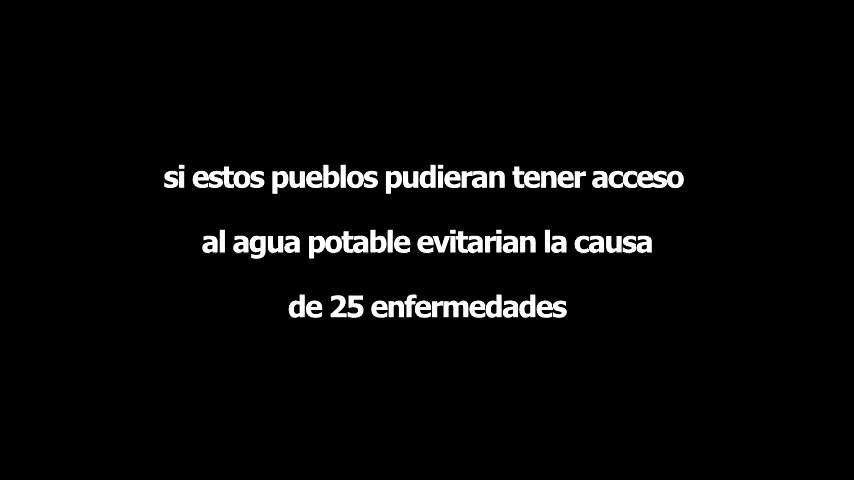 si estos pueblos pudieran tener acceso
al agua potable evitarian la causa
de 25 enfermedades